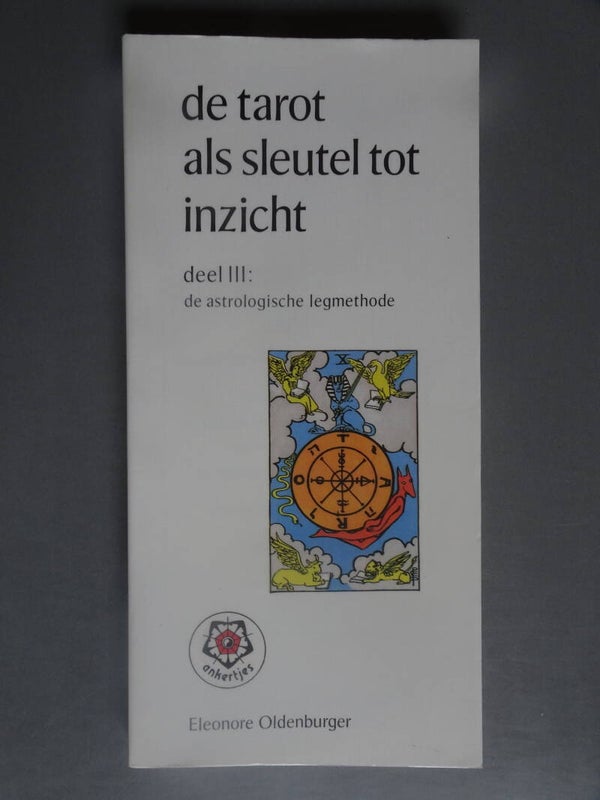 de tarot
als sleutel tot
inzicht
deel III:
de astrologische legmethode
X
T
A
R
O
ankertjes
Eleonore Oldenburger